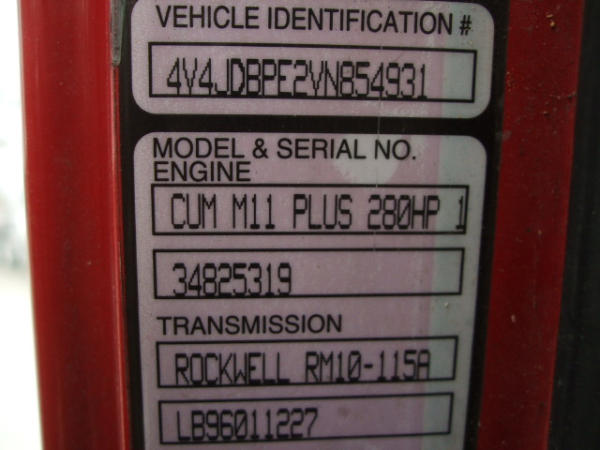 VEHICLE IDENTIFICATION #
4V4JDBPE2VN854931
MODEL & SERIAL NO.
ENGINE
CUM M11 PLUS 280HP 1
34825319
TRANSMISSION
ROCKWELL RM10-115A
LB96011227